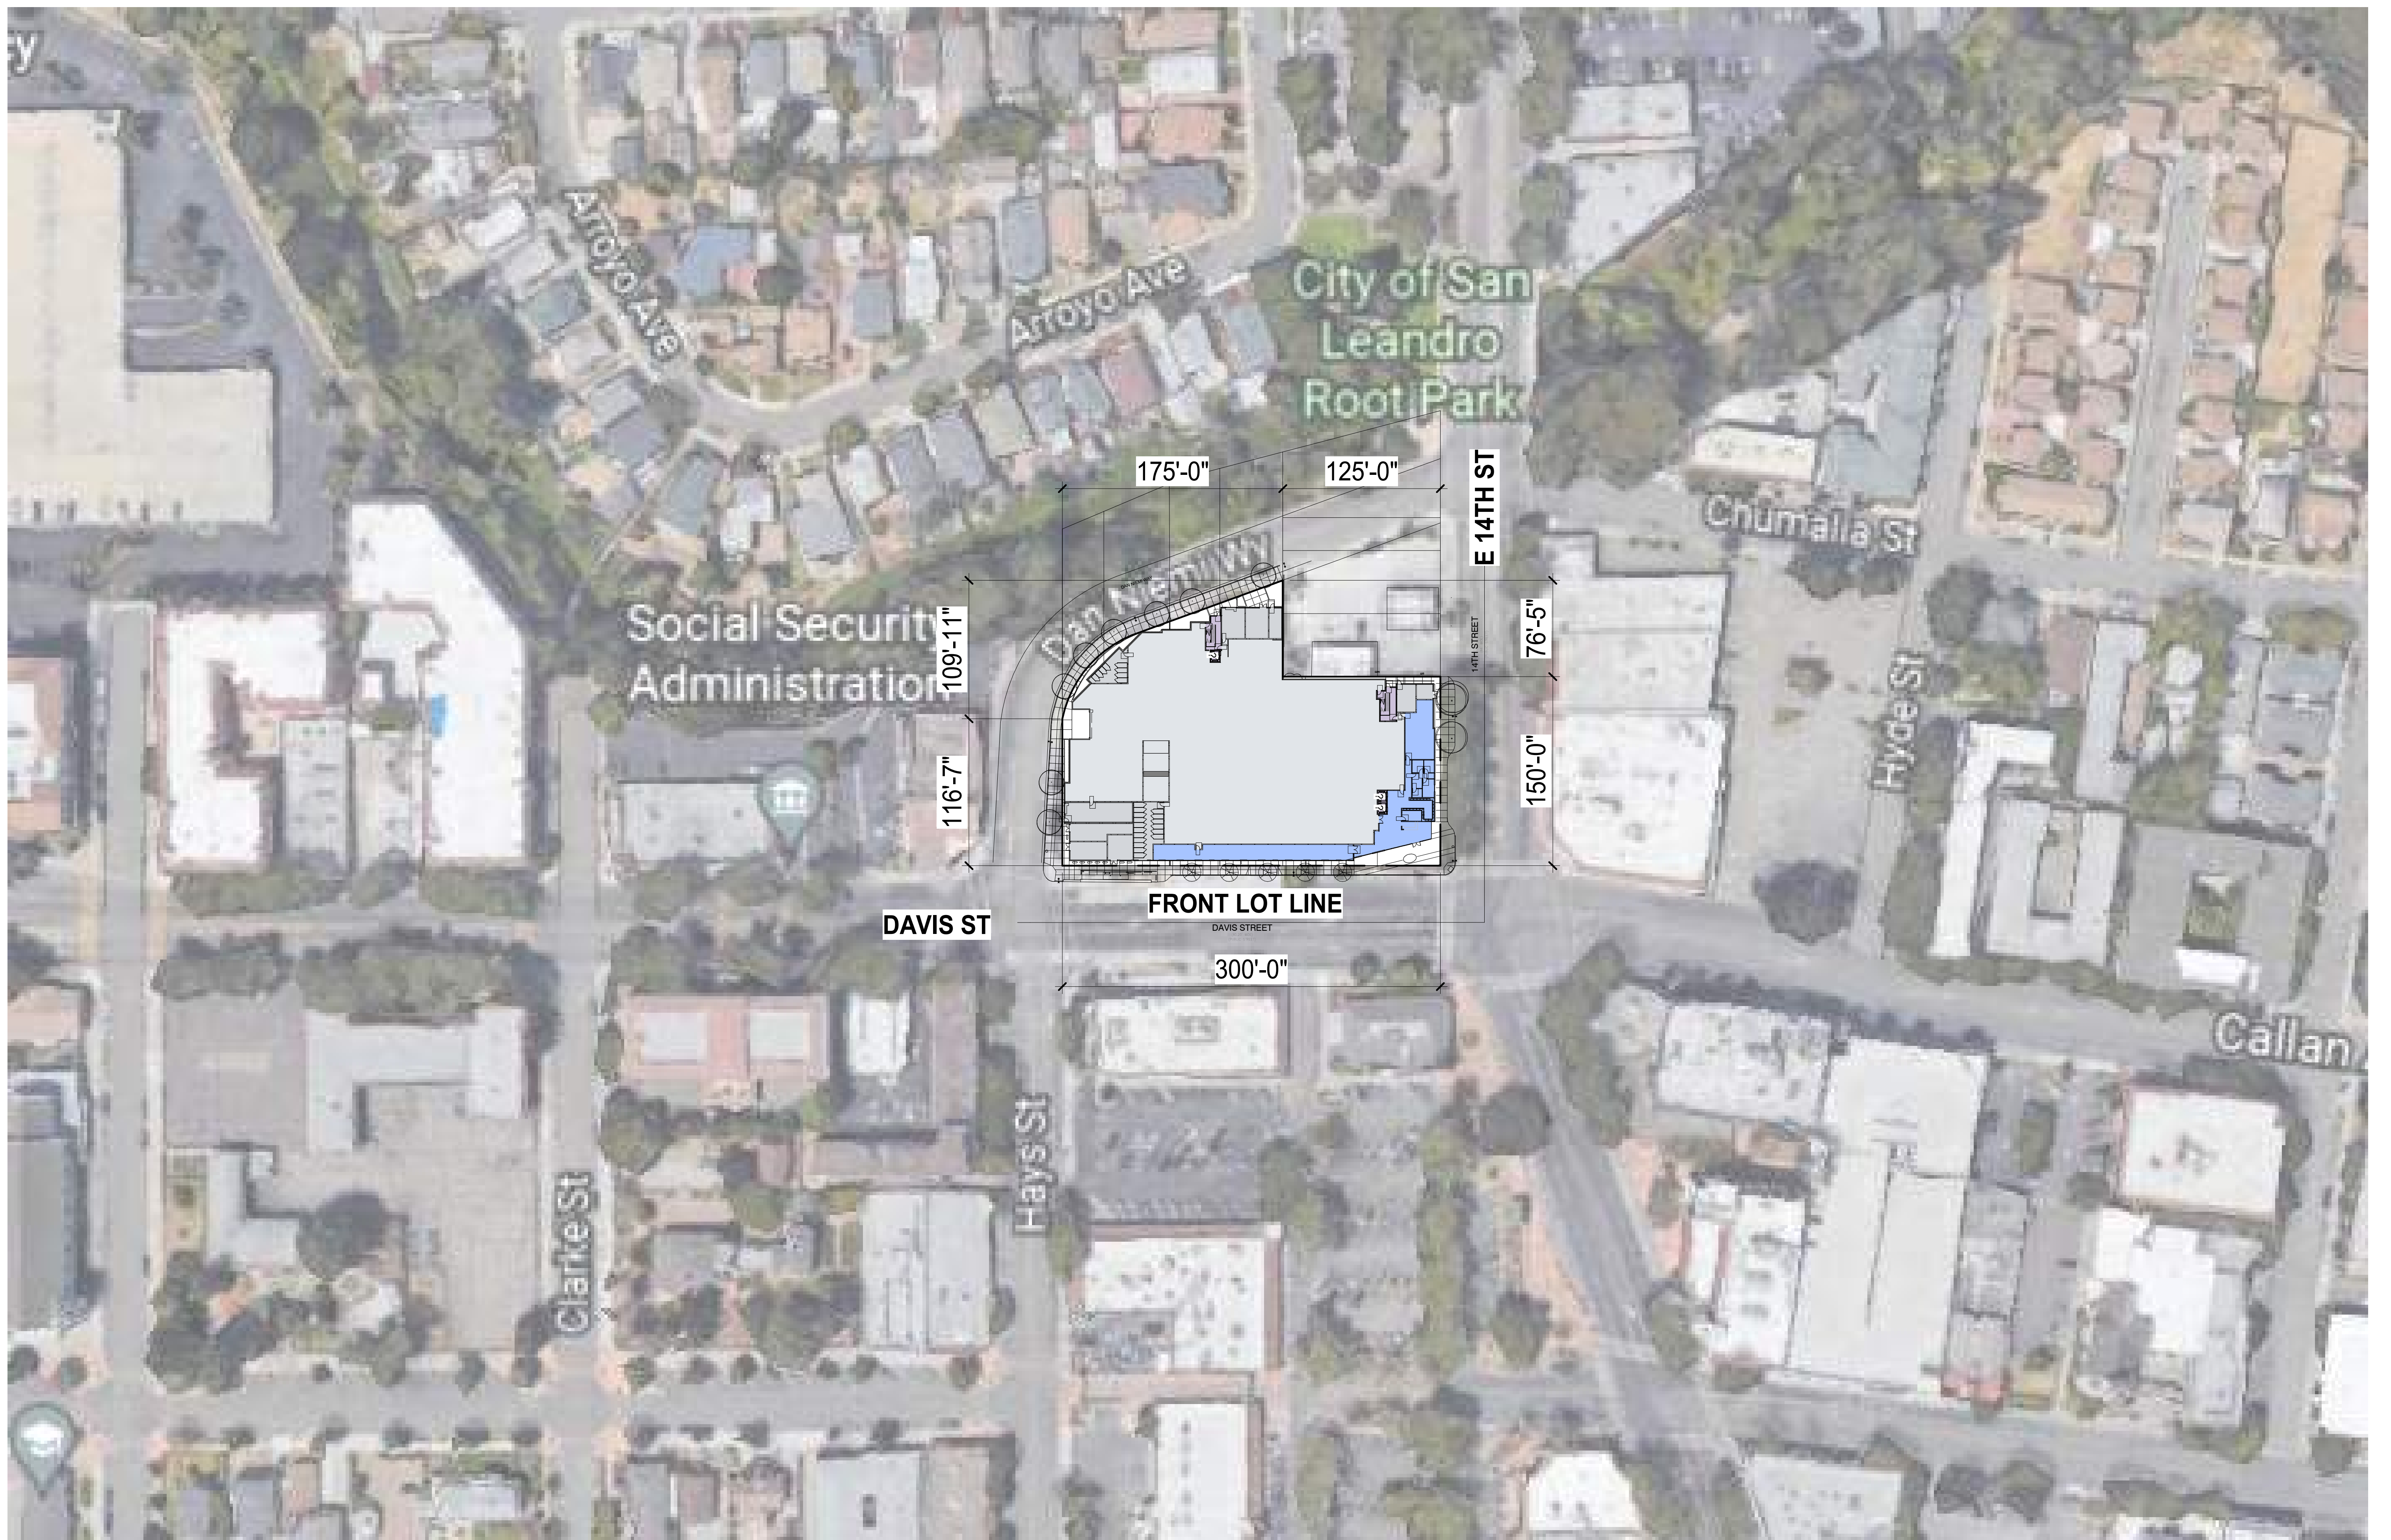 ey
Arroyo Ave
Arroyo Ave
City of San
Leandro
Root Park
175'-0"
125'-0"
E 14TH ST
Chumalia St
Dan Niemi Wy
Social Security
Administration
109'-11"
76'-5"
14TH STREET
Hyde St
116'-7"
150'-0"
FRONT LOT LINE
DAVIS ST
DAVIS STREET
300'-0"
Callan
Hays St
Clarke St